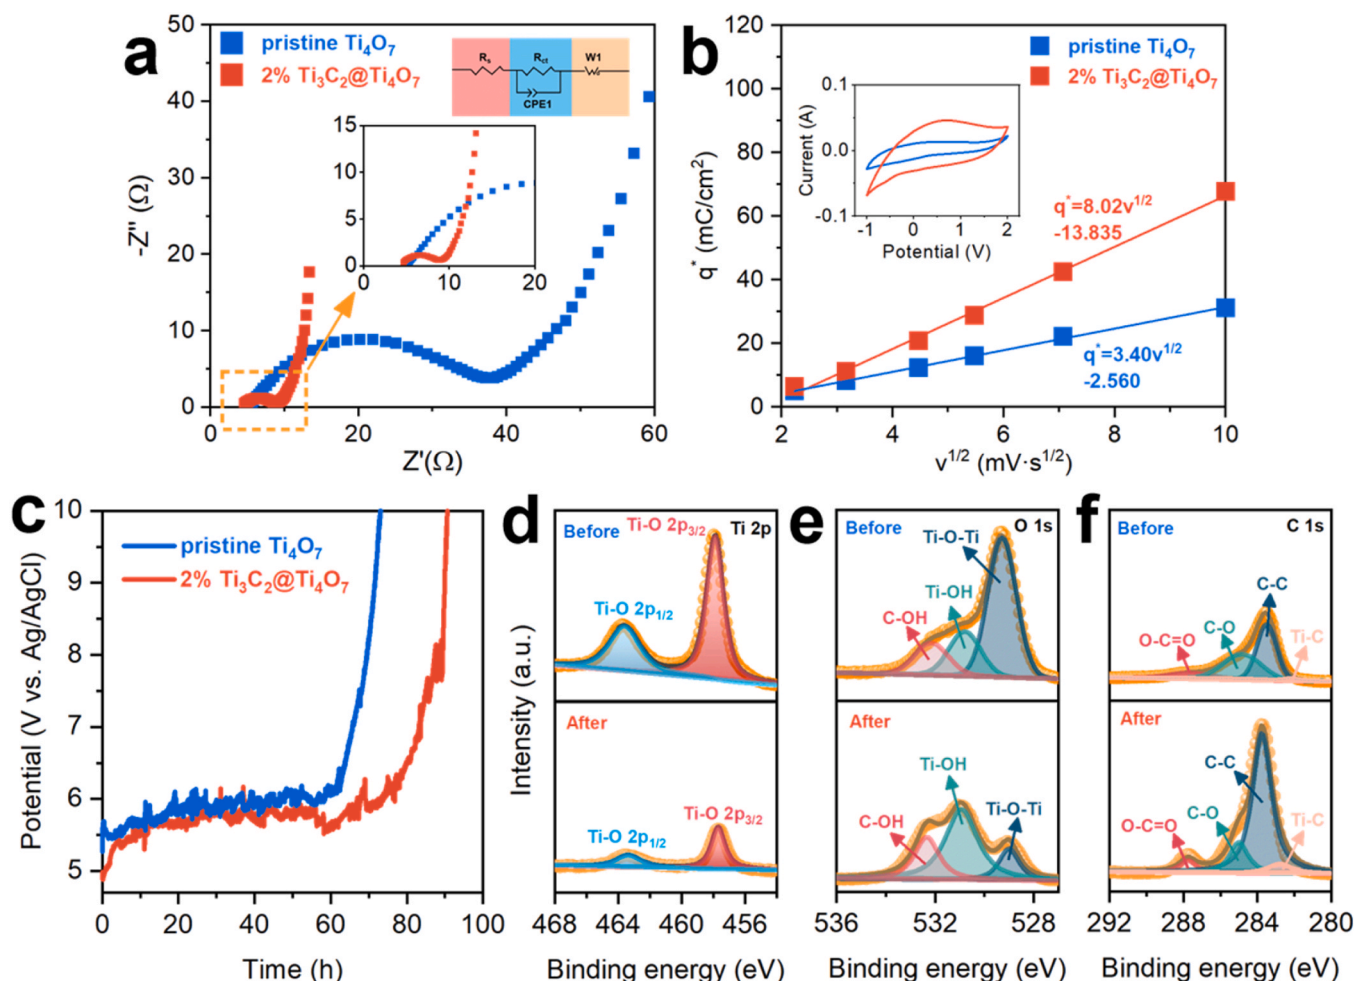 a
pristine Ti4O7
2% Ti3C2@Ti4O7
Rs
Rct
W1
CPE1
50
40
30
20
10
0
-Z'' (Ω)
15
10
5
0
0
10
20
0
20
40
60
Z'(Ω)
b
pristine Ti4O7
2% Ti3C2@Ti4O7
120
100
80
60
40
20
0
q* (mC/cm2)
0.1
0.0
-0.1
Current (A)
-1
0
1
2
Potential (V)
q*=8.02v1/2
-13.835
q*=3.40v1/2
-2.560
2
4
6
8
10
v1/2 (mV·s1/2)
c
pristine Ti4O7
2% Ti3C2@Ti4O7
10
9
8
7
6
5
Potential (V vs. Ag/AgCl)
0
20
40
60
80
100
Time (h)
d
Before
Ti-O 2p3/2
Ti 2p
Ti-O 2p1/2
After
Ti-O 2p3/2
Ti-O 2p1/2
Intensity (a.u.)
468
464
460
456
Binding energy (eV)
e
Before
O 1s
Ti-O-Ti
Ti-OH
C-OH
After
Ti-OH
Ti-O-Ti
C-OH
536
532
528
Binding energy (eV)
f
Before
C 1s
C-C
C-O
O-C=O
Ti-C
After
C-C
C-O
O-C=O
Ti-C
292
288
284
280
Binding energy (eV)